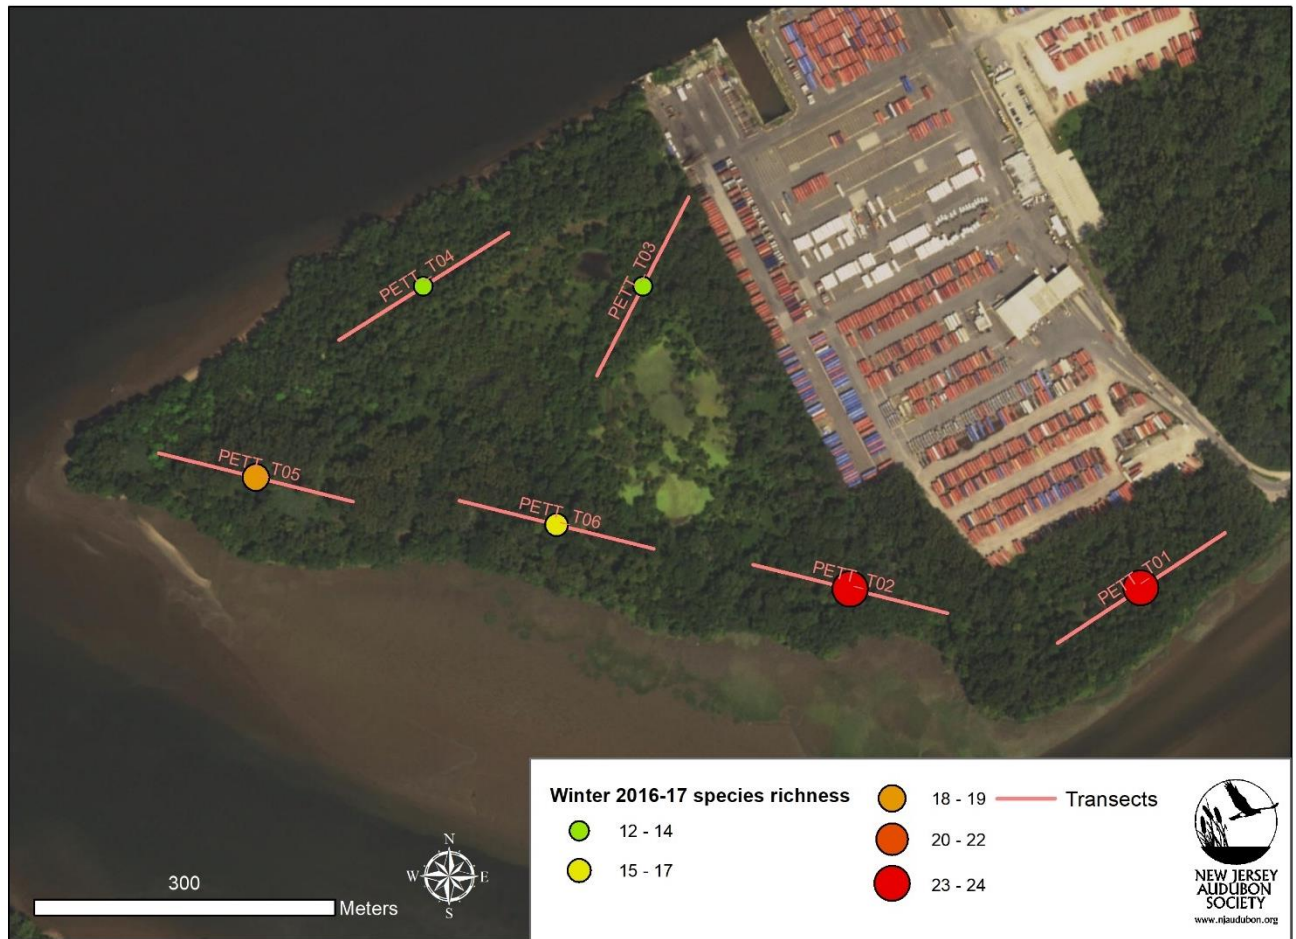 PETT_T04
PETT_T03
PETT_T05
PETT_T06
PETT_T02
PETT_T01
Winter 2016-17 species richness
12 - 14
15 - 17
18 - 19
20 - 22
23 - 24
Transects
N
W E
S
300
Meters
NEW JERSEY
AUDUBON
SOCIETY
www.njaudubon.org